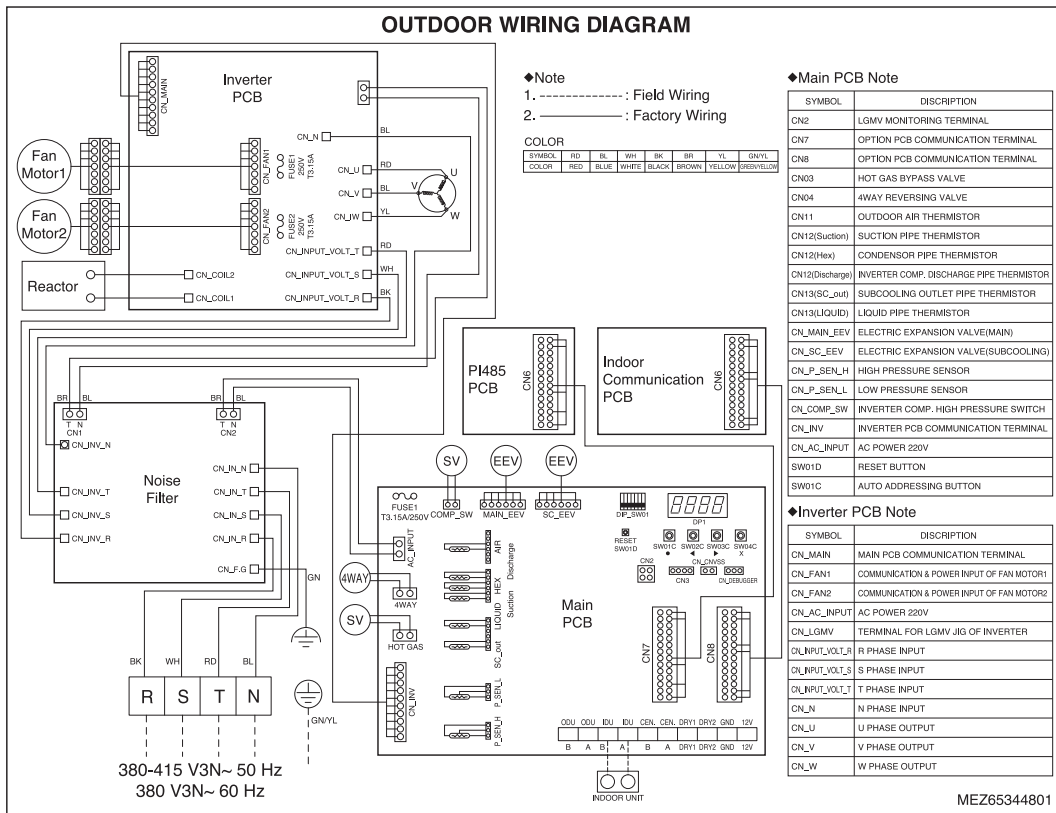 OUTDOOR WIRING DIAGRAM
Inverter
PCB
CN_MAIN
Fan
Motor1
Fan
Motor2
Reactor
CN_FAN1
FUSE1
250V
T3.15A
CN_FAN2
FUSE2
250V
T3.15A
CN_N
BL
CN_U
RD
U
CN_V
BL
V
CN_IW
YL
W
CN_INPUT_VOLT_T
RD
CN_INPUT_VOLT_S
WH
CN_INPUT_VOLT_R
BK
CN_COIL2
CN_COIL1
◆Note
1. --------------- : Field Wiring
2. ——————— : Factory Wiring
COLOR
SYMBOL RD BL WH BK BR YL GN/YL
COLOR RED BLUE WHITE BLACK BROWN YELLOW GREEN/YELLOW
PI485
PCB
CN6
Indoor
Communication
PCB
CN6
BR BL
T N
CN1
BR BL
T N
CN2
CN_INV_N
CN_INV_T
CN_INV_S
CN_INV_R
Noise
Filter
CN_IN_N
CN_IN_T
CN_IN_S
CN_IN_R
CN_F.G
GN
BK WH RD BL
R S T N
GN/YL
380-415 V3N~ 50 Hz
380 V3N~ 60 Hz
SV
EEV
EEV
FUSE1
T3.15A/250V
COMP_SW
MAIN_EEV
SC_EEV
AC_INPUT
4WAY
4WAY
SV
HOT GAS
CN_INV
AIR
Discharge
HEX
Suction
LIQUID
SC_out
P_SEN_L
P_SEN_H
Main
PCB
DIP_SW01
DP1
RESET
SW01D
SW01C SW02C SW03C SW04C
● ◀ ▶ X
CN2
CN_CNVSS
CN3
CN_DEBUGGER
CN7
CN8
ODU ODU IDU IDU CEN. CEN. DRY1 DRY2 GND 12V
B A B A B A DRY1 DRY2 GND 12V
INDOOR UNIT
◆Main PCB Note
SYMBOL DISCRIPTION
CN2 LGMV MONITORING TERMINAL
CN7 OPTION PCB COMMUNICATION TERMINAL
CN8 OPTION PCB COMMUNICATION TERMINAL
CN03 HOT GAS BYPASS VALVE
CN04 4WAY REVERSING VALVE
CN11 OUTDOOR AIR THERMISTOR
CN12(Suction) SUCTION PIPE THERMISTOR
CN12(Hex) CONDENSOR PIPE THERMISTOR
CN12(Discharge) INVERTER COMP. DISCHARGE PIPE THERMISTOR
CN13(SC_out) SUBCOOLING OUTLET PIPE THERMISTOR
CN13(LIQUID) LIQUID PIPE THERMISTOR
CN_MAIN_EEV ELECTRIC EXPANSION VALVE(MAIN)
CN_SC_EEV ELECTRIC EXPANSION VALVE(SUBCOOLING)
CN_P_SEN_H HIGH PRESSURE SENSOR
CN_P_SEN_L LOW PRESSURE SENSOR
CN_COMP_SW INVERTER COMP. HIGH PRESSURE SWITCH
CN_INV INVERTER PCB COMMUNICATION TERMINAL
CN_AC_INPUT AC POWER 220V
SW01D RESET BUTTON
SW01C AUTO ADDRESSING BUTTON
◆Inverter PCB Note
SYMBOL DISCRIPTION
CN_MAIN MAIN PCB COMMUNICATION TERMINAL
CN_FAN1 COMMUNICATION & POWER INPUT OF FAN MOTOR1
CN_FAN2 COMMUNICATION & POWER INPUT OF FAN MOTOR2
CN_AC_INPUT AC POWER 220V
CN_LGMV TERMINAL FOR LGMV JIG OF INVERTER
CN_INPUT_VOLT_R R PHASE INPUT
CN_INPUT_VOLT_S S PHASE INPUT
CN_INPUT_VOLT_T T PHASE INPUT
CN_N N PHASE INPUT
CN_U U PHASE OUTPUT
CN_V V PHASE OUTPUT
CN_W W PHASE OUTPUT
MEZ65344801